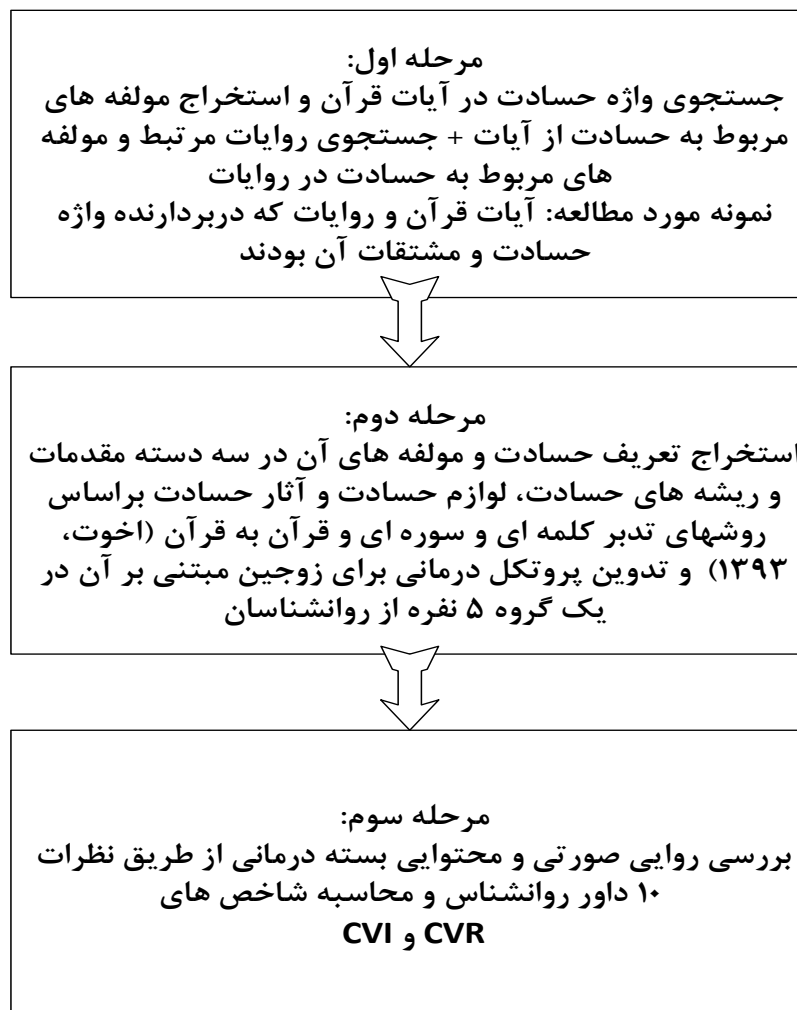 مرحله اول:
جستجوی واژه حسادت در آیات قرآن و استخراج مولفه های
مربوط به حسادت از آیات + جستجوی روایات مرتبط و مولفه
های مربوط به حسادت در روایات
نمونه مورد مطالعه: آیات قرآن و روایات که دربردارنده واژه
حسادت و مشتقات آن بودند
مرحله دوم:
استخراج تعریف حسادت و مولفه های آن در سه دسته مقدمات
و ریشه های حسادت، لوازم حسادت و آثار حسادت براساس
روشهای تدبر کلمه ای و سوره ای و قرآن به قرآن (اخوت،
۱۳۹۳) و تدوین پروتکل درمانی برای زوجین مبتنی بر آن در
یک گروه ۵ نفره از روانشناسان
مرحله سوم:
بررسی روایی صورتی و محتوایی بسته درمانی از طریق نظرات
۱۰ داور روانشناس و محاسبه شاخص های
CVR و CVI